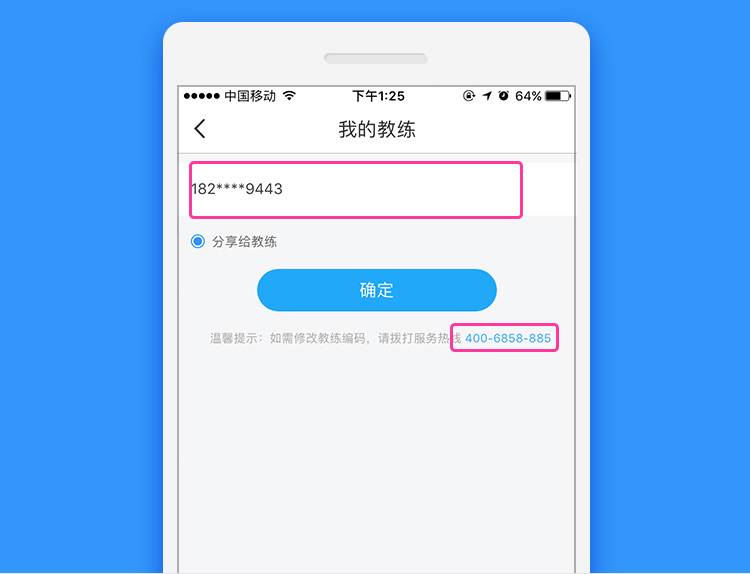 中国移动 下午1:25 64%
我的教练
182****9443
分享给教练
确定
温馨提示：如需修改教练编码，请拨打服务热线 400-6858-885